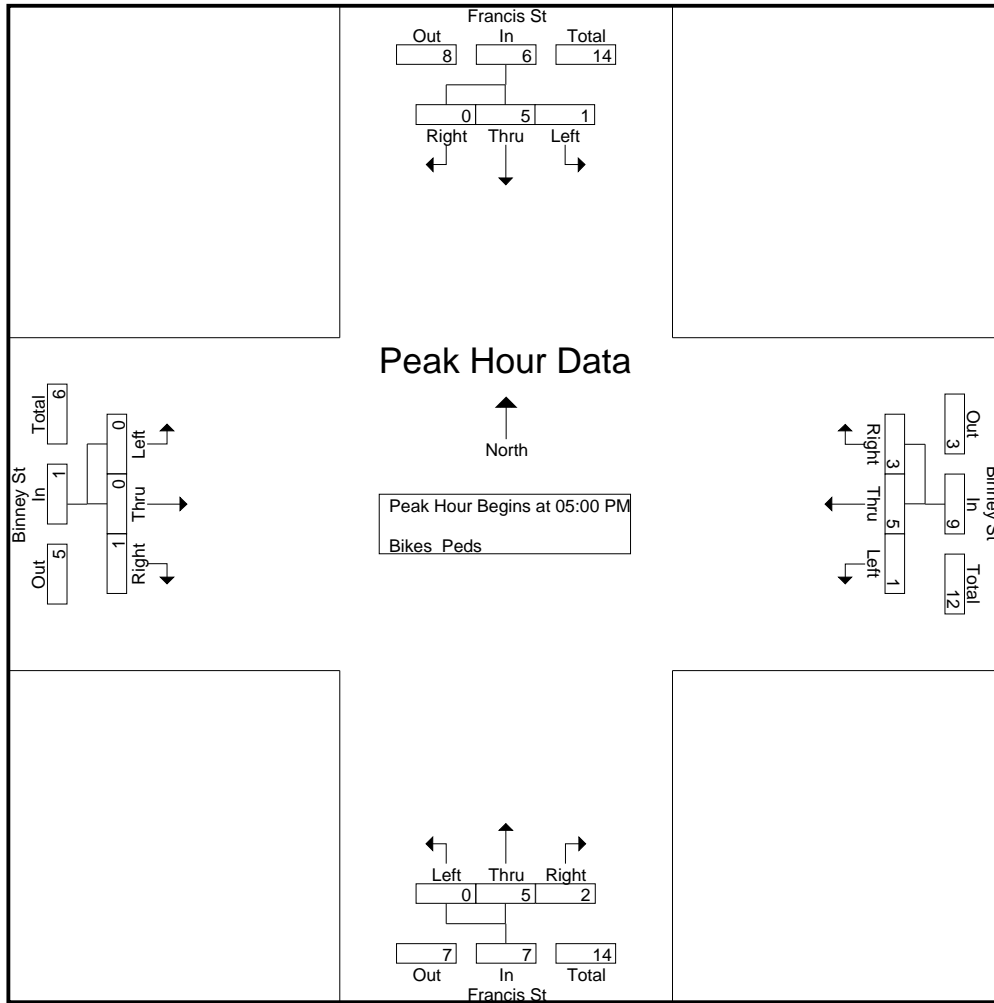 Francis St
Out In Total
8 6 14
0 5 1
Right Thru Left
Peak Hour Data
North
Peak Hour Begins at 05:00 PM
Bikes Peds
Binney St
Out In Total
5 1 6
1 0 0
Right Thru Left
Binney St
Out In Total
3 9 12
3 5 1
Right Thru Left
Left Thru Right
0 5 2
7 7 14
Out In Total
Francis St